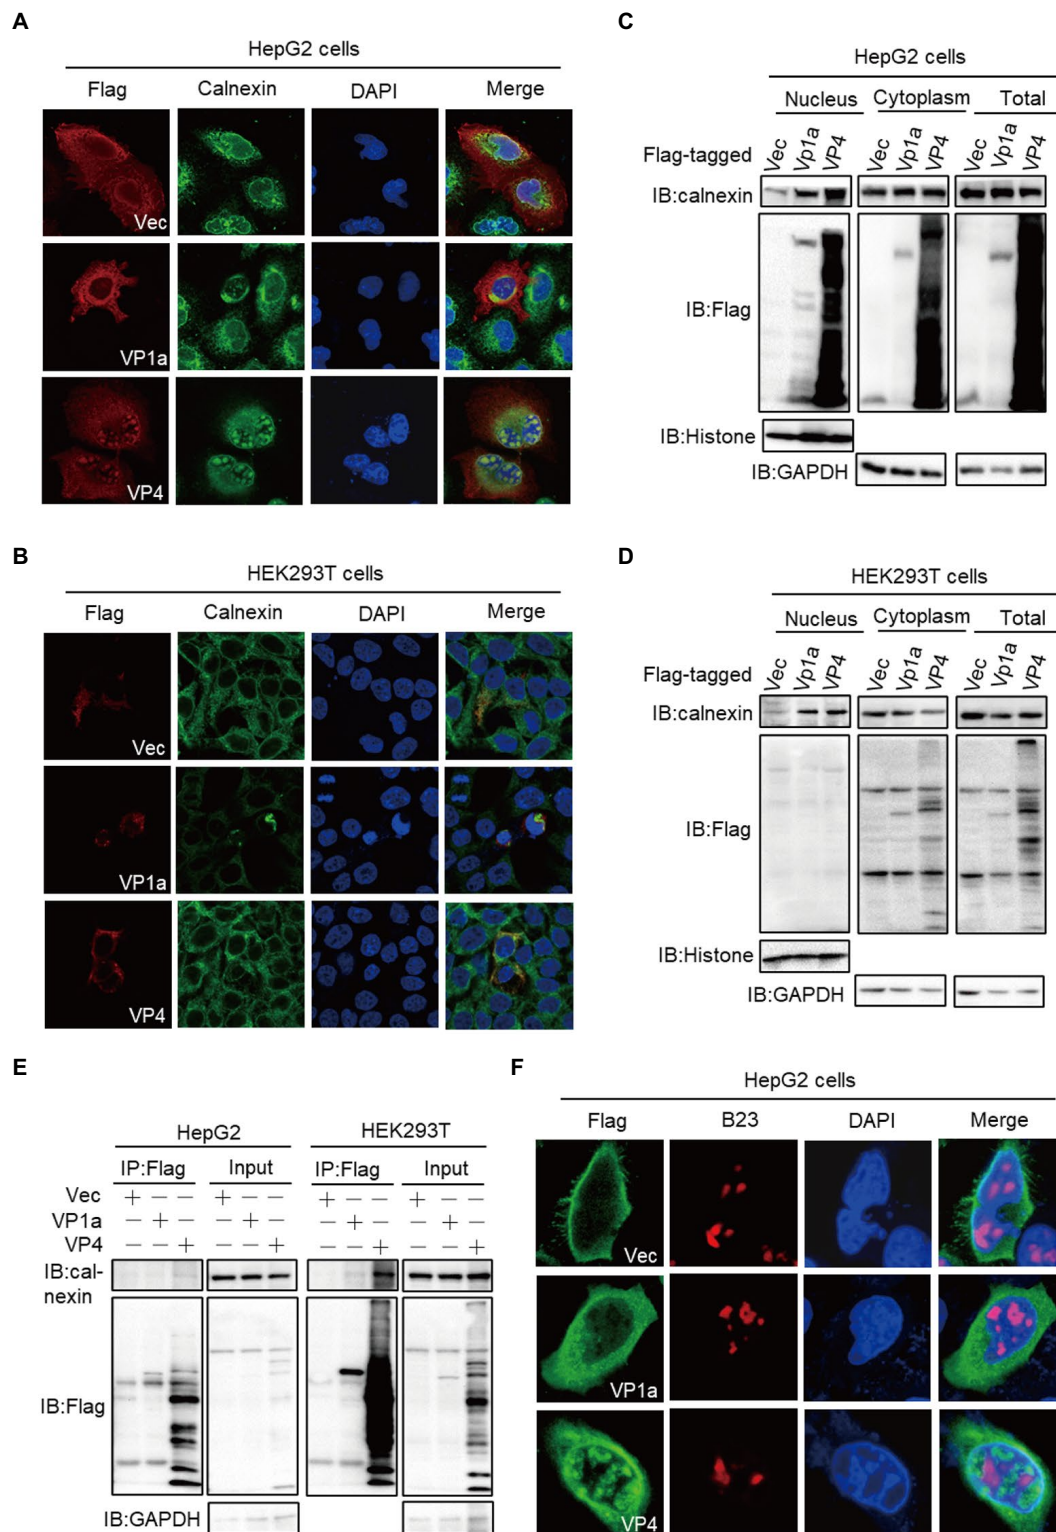 A
HepG2 cells
Flag Calnexin DAPI Merge
Vec
VP1a
VP4
B
HEK293T cells
Flag Calnexin DAPI Merge
Vec
VP1a
VP4
C
HepG2 cells
Nucleus Cytoplasm Total
Flag-tagged Vec Vp1a VP4 Vec Vp1a VP4 Vec Vp1a VP4
IB:calnexin
IB:Flag
IB:Histone
IB:GAPDH
D
HEK293T cells
Nucleus Cytoplasm Total
Flag-tagged Vec Vp1a VP4 Vec Vp1a VP4 Vec Vp1a VP4
IB:calnexin
IB:Flag
IB:Histone
IB:GAPDH
E
HepG2 HEK293T
IP:Flag Input IP:Flag Input
Vec + — — + — — + — — + — —
VP1a — + — — + — — + — — + —
VP4 — — + — — + — — + — — +
IB:cal-
nexin
IB:Flag
IB:GAPDH
F
HepG2 cells
Flag B23 DAPI Merge
Vec
VP1a
VP4